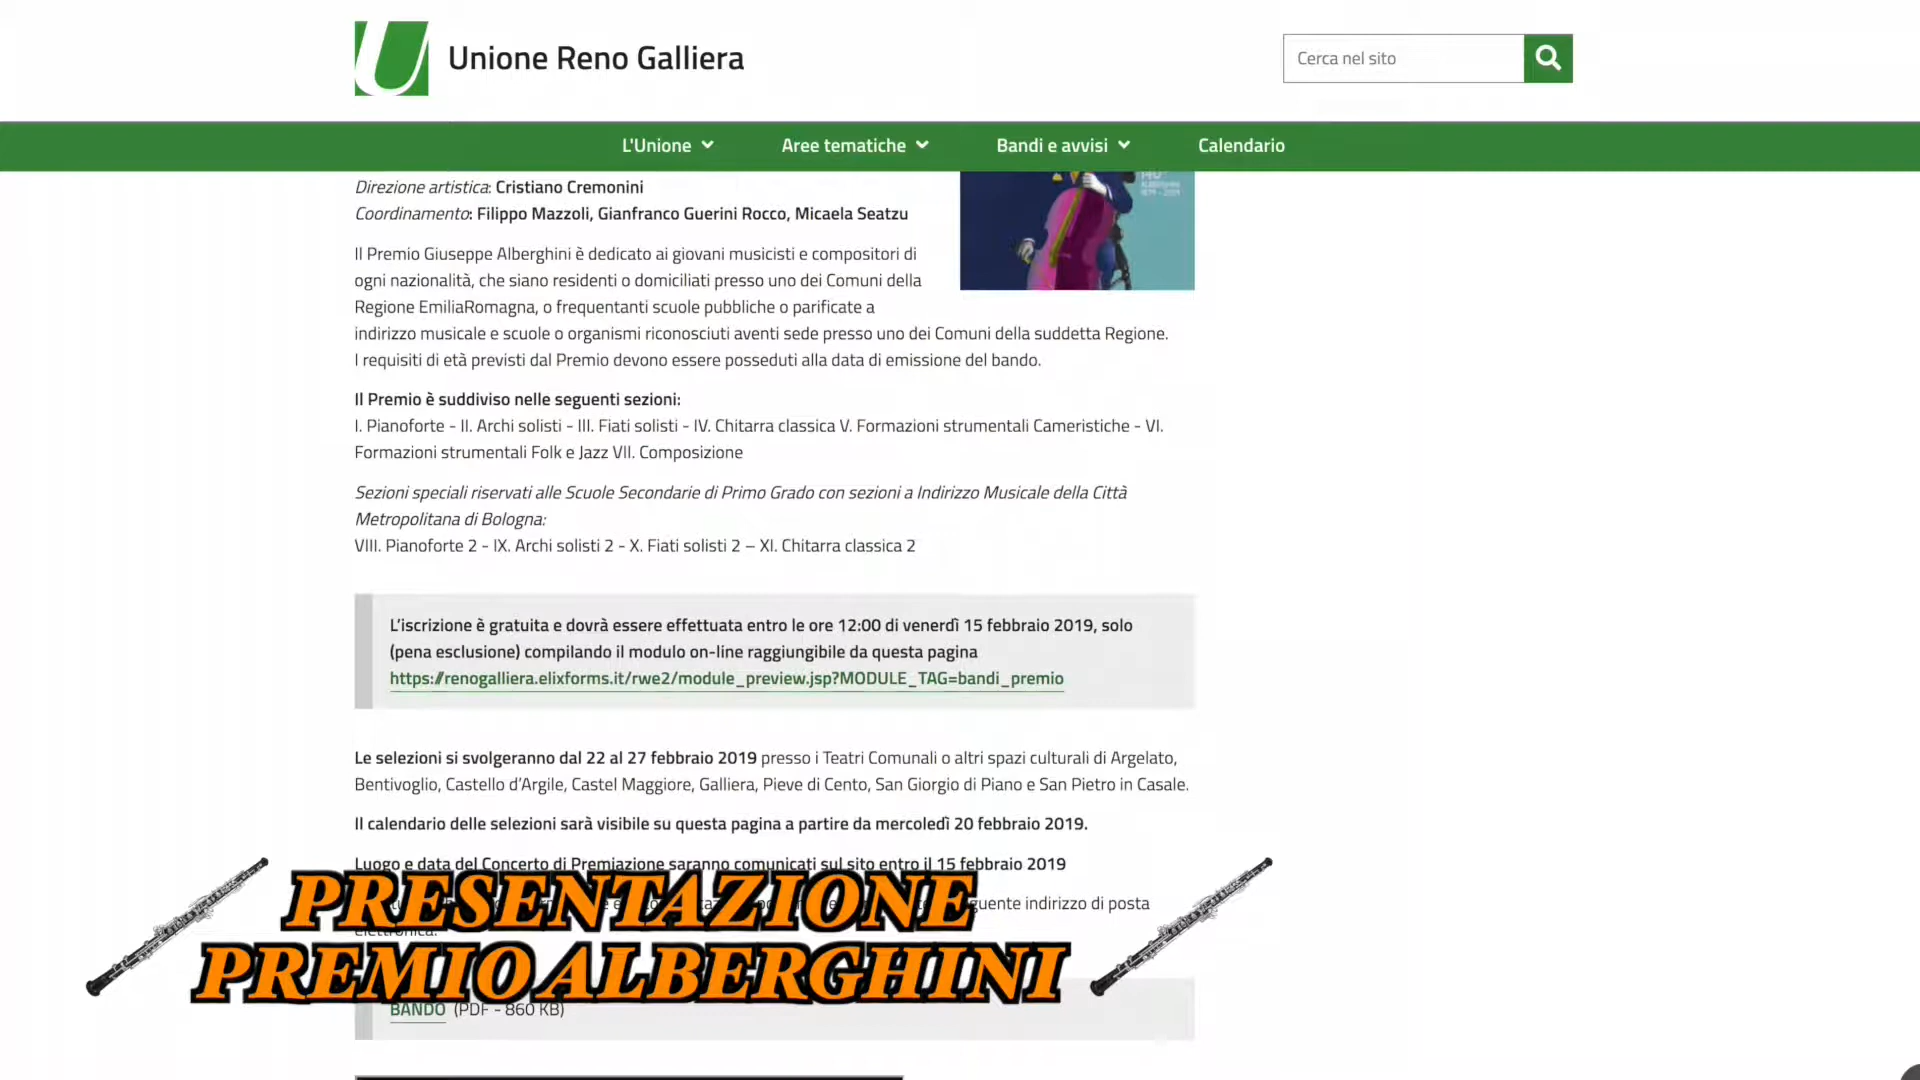 Unione Reno Galliera
Cerca nel sito
L'Unione
Aree tematiche
Bandi e avvisi
Calendario
Direzione artistica: Cristiano Cremonini
Coordinamento: Filippo Mazzoli, Gianfranco Guerini Rocco, Micaela Seatzu
Il Premio Giuseppe Alberghini è dedicato ai giovani musicisti e compositori di
ogni nazionalità, che siano residenti o domiciliati presso uno dei Comuni della
Regione EmiliaRomagna, o frequentanti scuole pubbliche o parificate a
indirizzo musicale e scuole o organismi riconosciuti aventi sede presso uno dei Comuni della suddetta Regione.
I requisiti di età previsti dal Premio devono essere posseduti alla data di emissione del bando.
Il Premio è suddiviso nelle seguenti sezioni:
I. Pianoforte - II. Archi solisti - III. Fiati solisti - IV. Chitarra classica V. Formazioni strumentali Cameristiche - VI.
Formazioni strumentali Folk e Jazz VII. Composizione
Sezioni speciali riservati alle Scuole Secondarie di Primo Grado con sezioni a Indirizzo Musicale della Città
Metropolitana di Bologna:
VIII. Pianoforte 2 - IX. Archi solisti 2 - X. Fiati solisti 2 – XI. Chitarra classica 2
L'iscrizione è gratuita e dovrà essere effettuata entro le ore 12:00 di venerdì 15 febbraio 2019, solo
(pena esclusione) compilando il modulo on-line raggiungibile da questa pagina
https://renogalliera.elixforms.it/rwe2/module_preview.jsp?MODULE_TAG=bandi_premio
Le selezioni si svolgeranno dal 22 al 27 febbraio 2019 presso i Teatri Comunali o altri spazi culturali di Argelato,
Bentivoglio, Castello d'Argile, Castel Maggiore, Galliera, Pieve di Cento, San Giorgio di Piano e San Pietro in Casale.
Il calendario delle selezioni sarà visibile su questa pagina a partire da mercoledì 20 febbraio 2019.
Luogo e data del Concerto di Premiazione saranno comunicati sul sito entro il 15 febbraio 2019
indirizzo di posta
elettronica:
PRESENTAZIONE
PREMIO ALBERGHINI
BANDO (PDF - 860 KB)